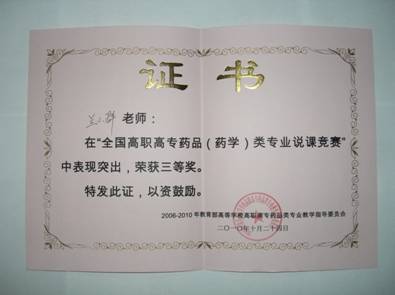 证书
老师：
在“全国高职高专药品（药学）类专业说课竞赛”
中表现突出，荣获三等奖。
特发此证，以资鼓励。
2006-2010年教育部高等学校高职高专药品类专业教学指导委员会
二〇一〇年十月二十四日